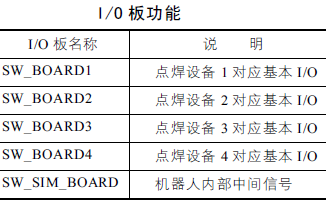 I/O 板功能
I/O 板名称 说 明
SW_BOARD1 点焊设备 1 对应基本 I/O
SW_BOARD2 点焊设备 2 对应基本 I/O
SW_BOARD3 点焊设备 3 对应基本 I/O
SW_BOARD4 点焊设备 4 对应基本 I/O
SW_SIM_BOARD 机器人内部中间信号